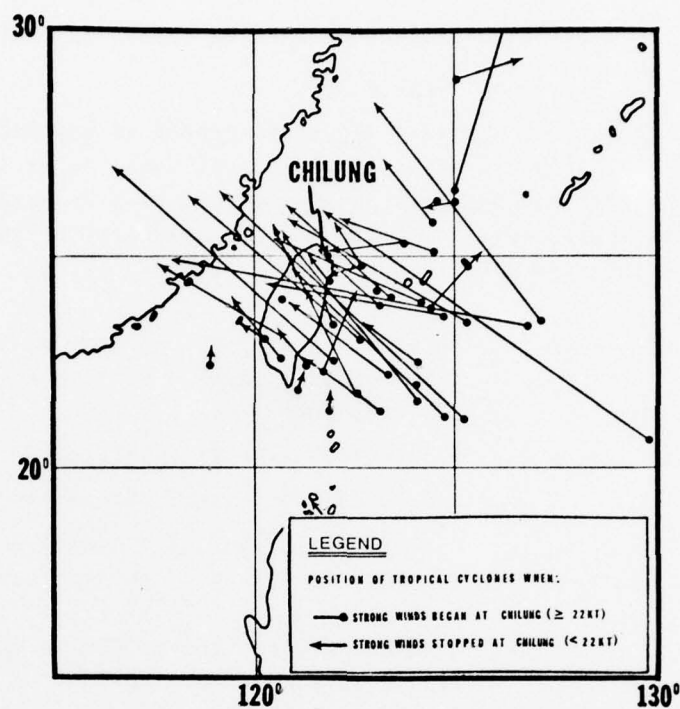 30°
CHILUNG
20°
LEGEND
POSITION OF TROPICAL CYCLONES WHEN:
STRONG WINDS BEGAN AT CHILUNG (≥ 22KT)
STRONG WINDS STOPPED AT CHILUNG (< 22KT)
120° 130°